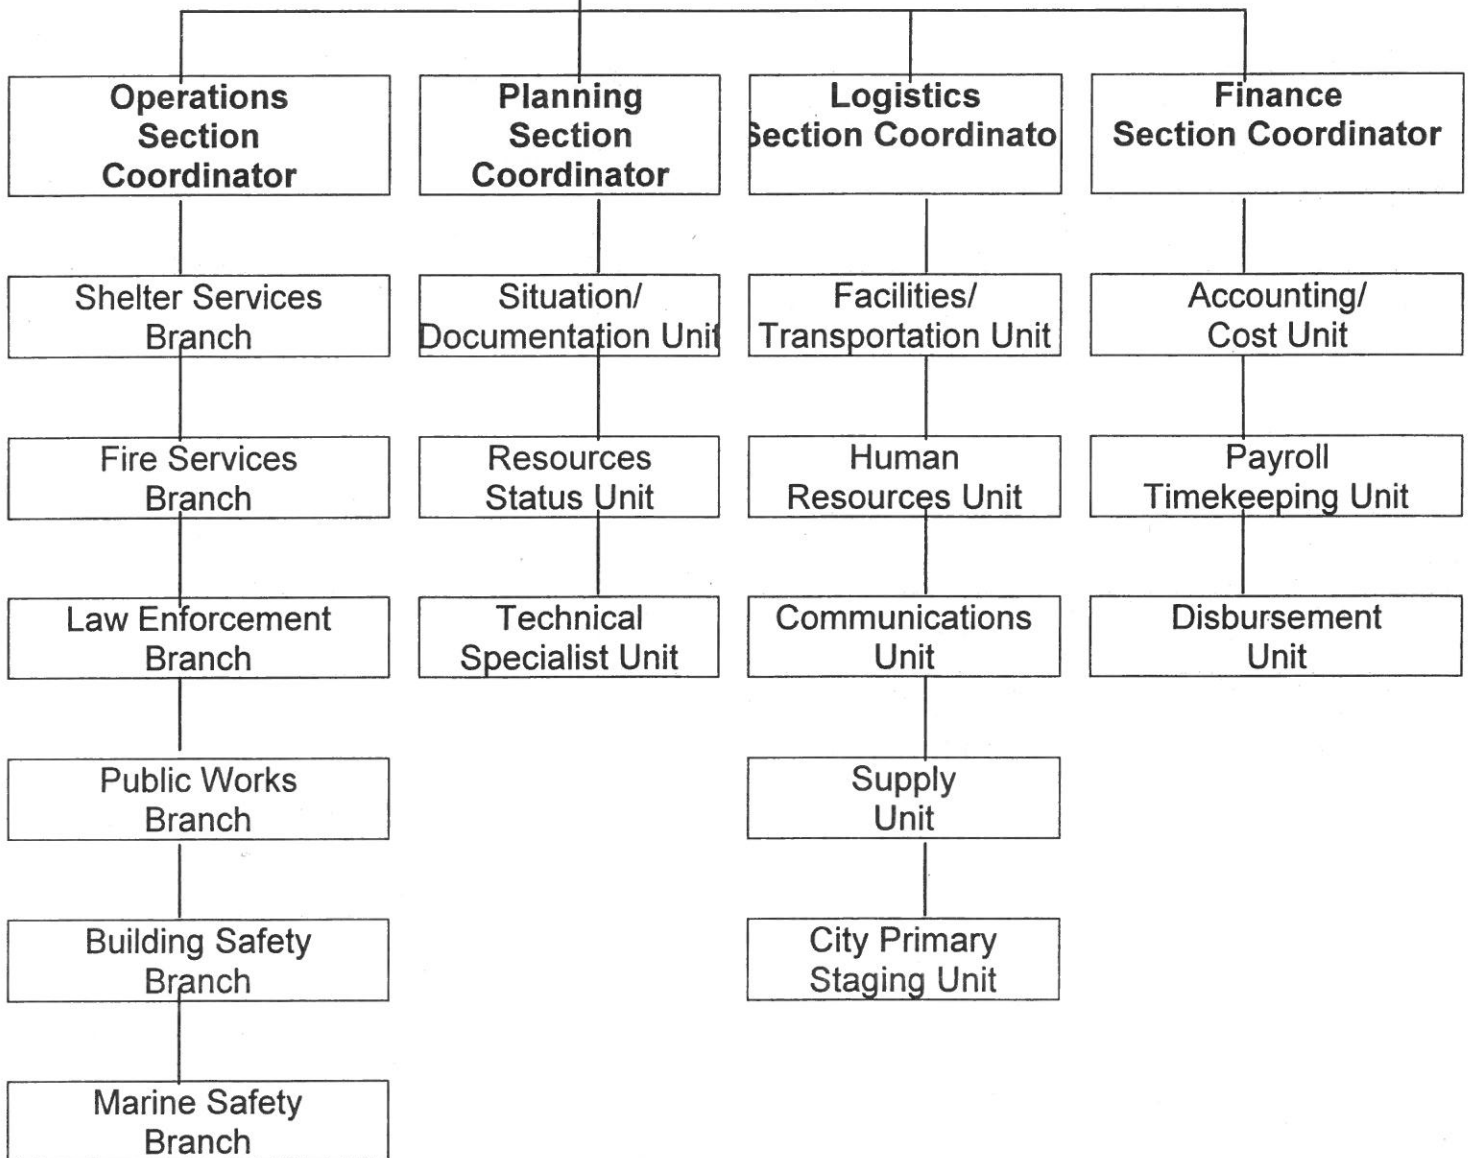 Operations
Section
Coordinator
Planning
Section
Coordinator
Logistics
Section Coordinato
Finance
Section Coordinator
Shelter Services
Branch
Situation/
Documentation Unit
Facilities/
Transportation Unit
Accounting/
Cost Unit
Fire Services
Branch
Resources
Status Unit
Human
Resources Unit
Payroll
Timekeeping Unit
Law Enforcement
Branch
Technical
Specialist Unit
Communications
Unit
Disbursement
Unit
Public Works
Branch
Supply
Unit
Building Safety
Branch
City Primary
Staging Unit
Marine Safety
Branch